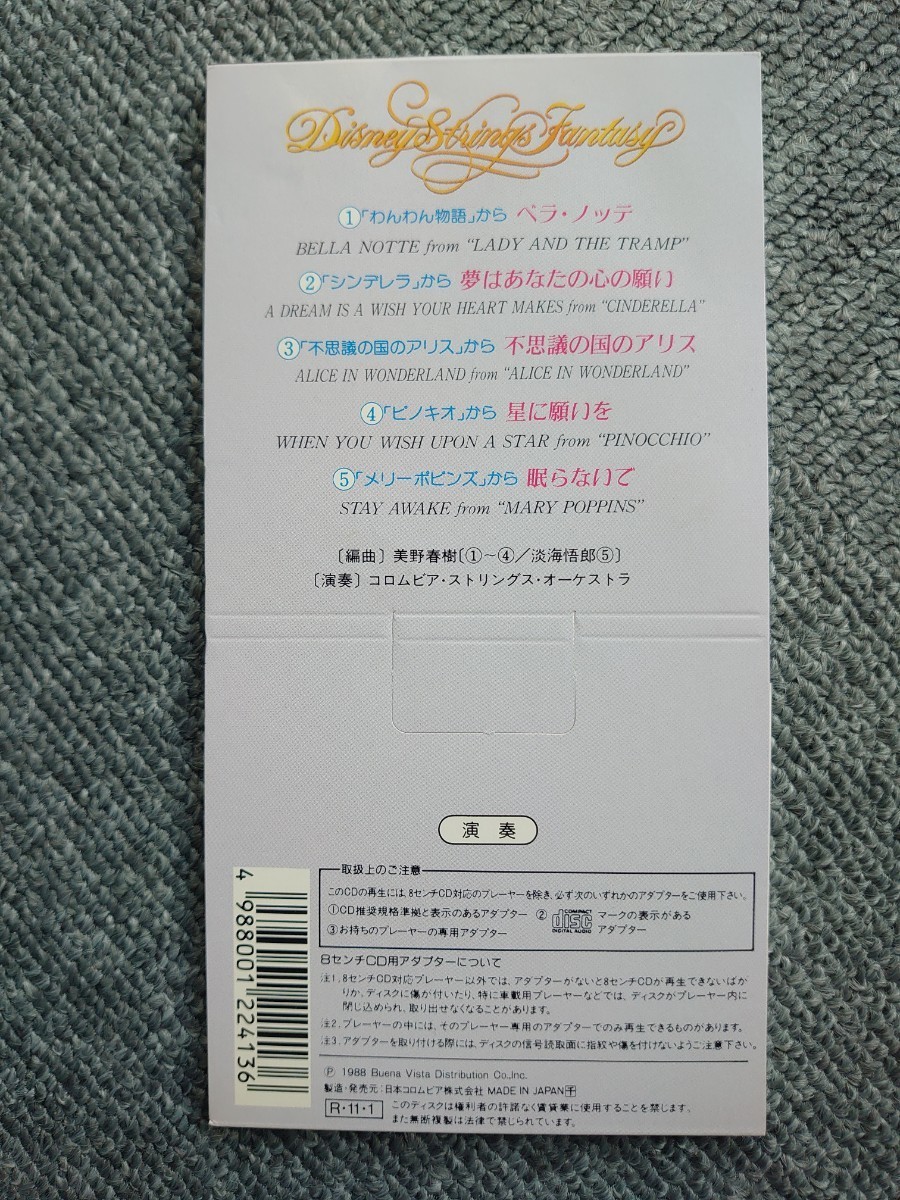 Disney Strings Fantasy
①「わんわん物語」から ベラ・ノッテ
BELLA NOTTE from "LADY AND THE TRAMP"
②「シンデレラ」から 夢はあなたの心の願い
A DREAM IS A WISH YOUR HEART MAKES from "CINDERELLA"
③「不思議の国のアリス」から 不思議の国のアリス
ALICE IN WONDERLAND from "ALICE IN WONDERLAND"
④「ピノキオ」から 星に願いを
WHEN YOU WISH UPON A STAR from "PINOCCHIO"
⑤「メリーポピンズ」から 眠らないで
STAY AWAKE from "MARY POPPINS"
〔編曲〕美野春樹〔①～④／淡海悟郎⑤〕
〔演奏〕コロムビア・ストリングス・オーケストラ
演奏
取扱上のご注意
このCDの再生には、8センチCD対応のプレーヤーを除き、必ず次のいずれかのアダプターをご使用下さい。
①CD推奨規格準拠と表示のあるアダプター ② COMPACT disc DIGITAL AUDIO マークの表示がある
③お持ちのプレーヤーの専用アダプター アダプター
8センチCD用アダプターについて
注1.8センチCD対応プレーヤー以外では、アダプターがないと8センチCDが再生できないばか
りか、ディスクに傷が付いたり、特に車載用プレーヤーなどでは、ディスクがプレーヤー内に
閉じ込められ、取り出せなくなることがあります。
注2.プレーヤーの中には、そのプレーヤー専用のアダプターでのみ再生できるものがあります。
注3.アダプターを取り付ける際には、ディスクの信号読取面に指紋や傷を付けないようご注意下さい。
4 988001 224136
Ⓟ 1988 Buena Vista Distribution Co.,Inc.
製造・発売元:日本コロムビア株式会社 MADE IN JAPAN
R・11・1 このディスクは権利者の許諾なく賃貸業に使用することを禁じます。
また無断複製は法律で禁じられています。